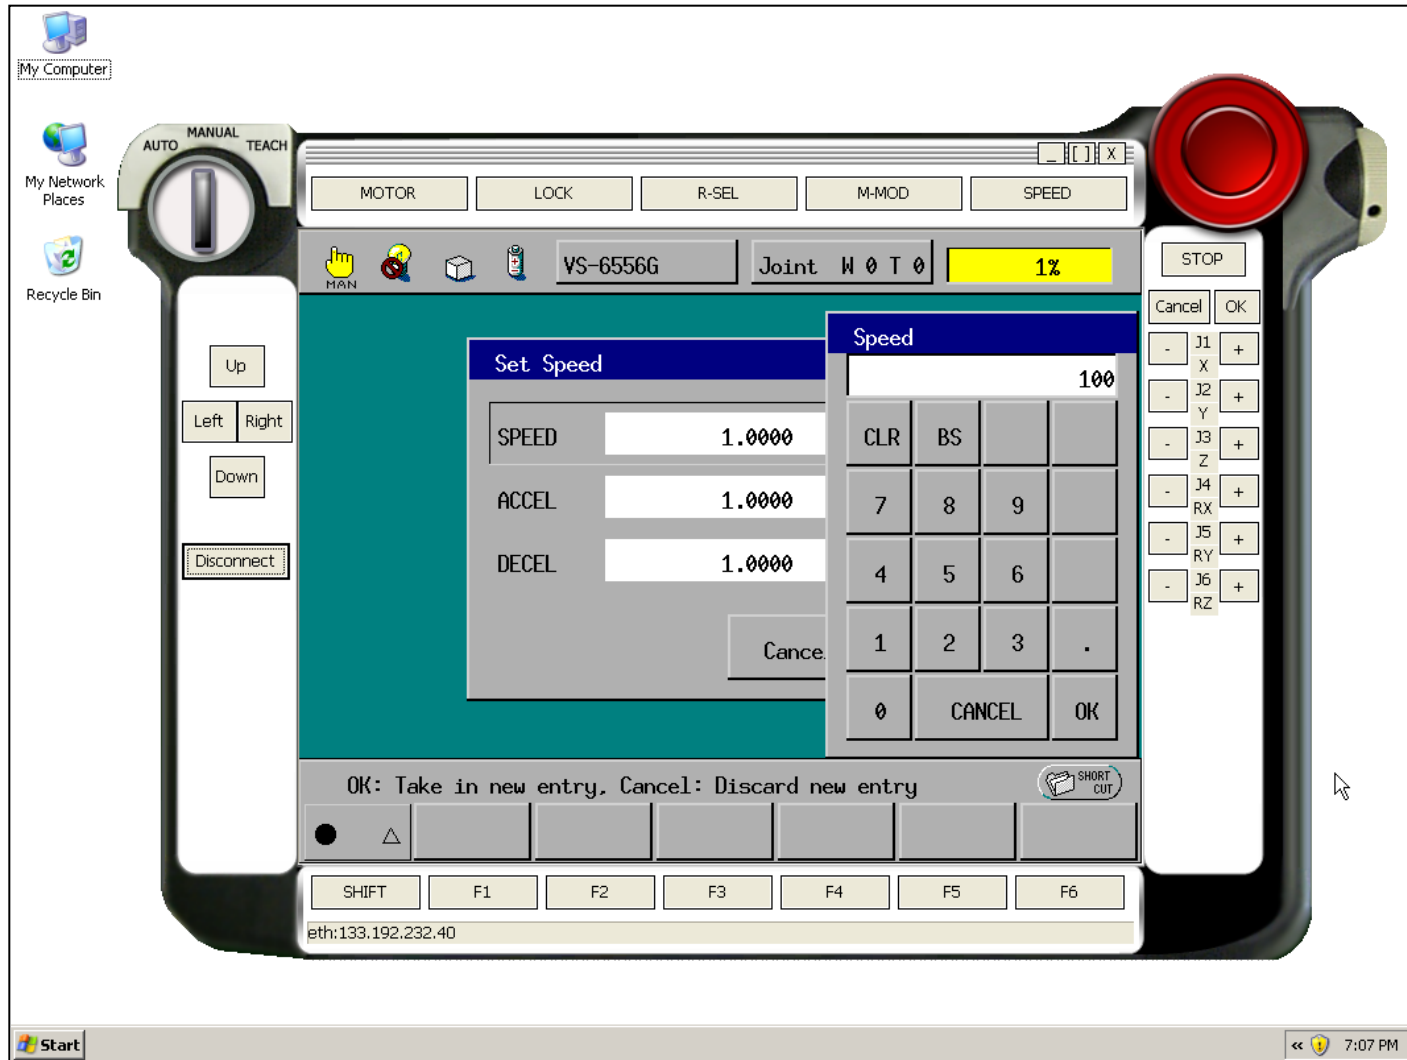 My Computer
My Network
Places
Recycle Bin
AUTO MANUAL TEACH
_ [ ] X
MOTOR LOCK R-SEL M-MOD SPEED
MAN VS-6556G Joint W 0 T 0 1%
Up
Left Right
Down
Disconnect
Set Speed
SPEED 1.0000
ACCEL 1.0000
DECEL 1.0000
Cance
Speed
100
CLR BS
7 8 9
4 5 6
1 2 3 .
0 CANCEL OK
STOP
Cancel OK
- J1 +
X
- J2 +
Y
- J3 +
Z
- J4 +
RX
- J5 +
RY
- J6 +
RZ
OK: Take in new entry, Cancel: Discard new entry
SHORT
CUT
SHIFT F1 F2 F3 F4 F5 F6
eth:133.192.232.40
Start « 7:07 PM